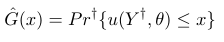 Ĝ(x) = Pr†{u(Y†, θ) ≤ x}